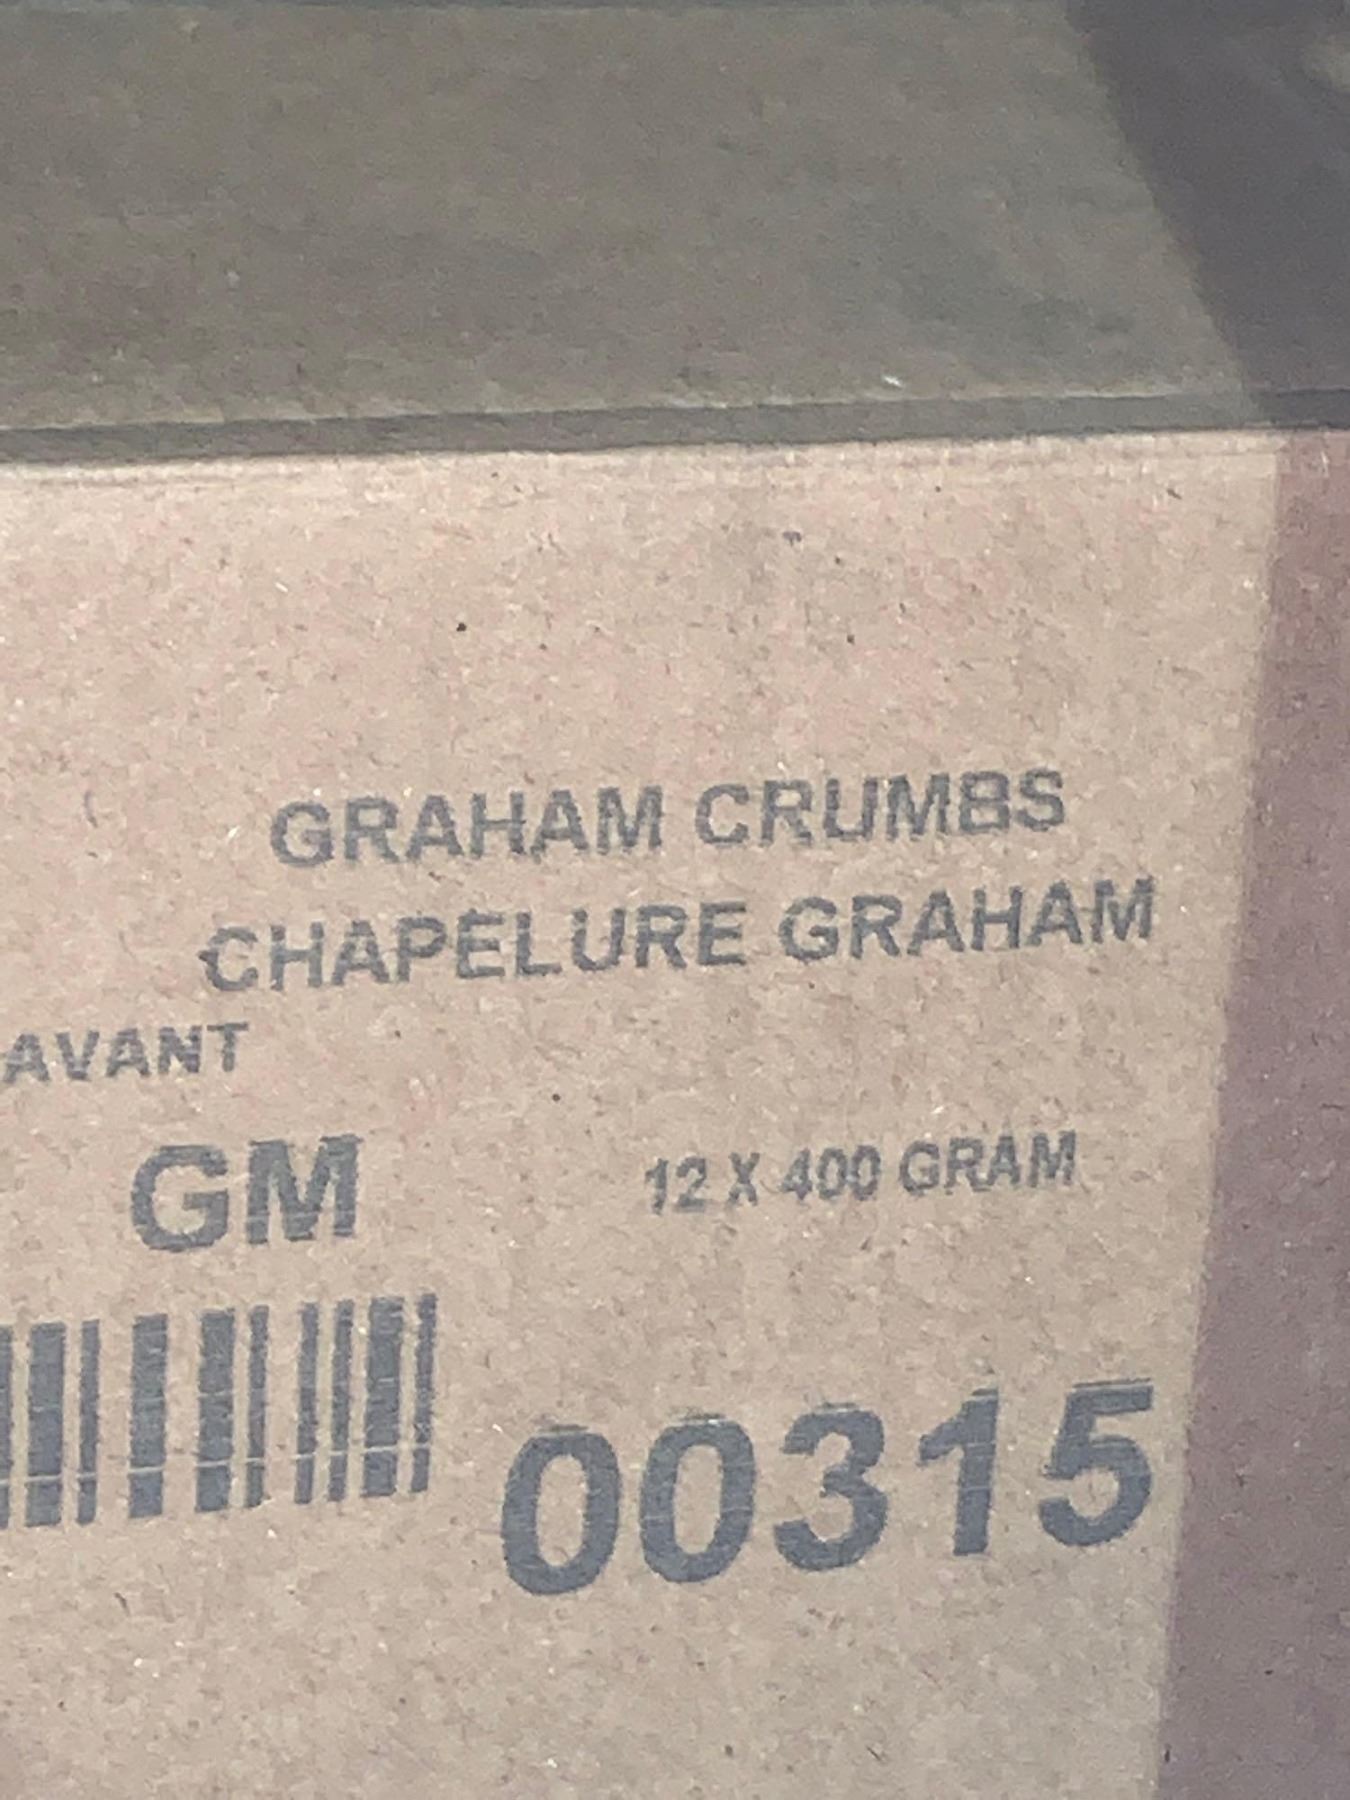 GRAHAM CRUMBS
CHAPELURE GRAHAM
AVANT
GM
12 X 400 GRAM
00315